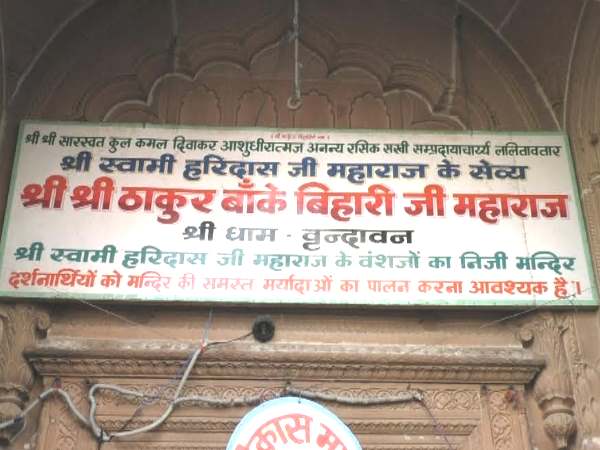 श्री श्री सारस्वत कुल कमल दिवाकर आशुधीरात्मज अनन्य रसिक सखी सम्प्रदायाचार्य्य ललितावतार
श्री स्वामी हरिदास जी महाराज के सेव्य
श्री श्री ठाकुर बाँके बिहारी जी महाराज
श्री धाम - वृन्दावन
श्री स्वामी हरिदास जी महाराज के वंशजों का निजी मन्दिर
दर्शनार्थियों को मन्दिर की समस्त मर्यादाओं का पालन करना आवश्यक है।